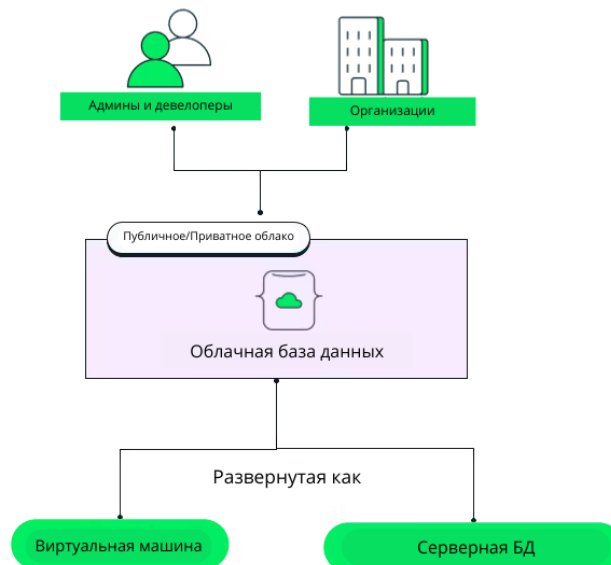 Админы и девелоперы
Организации
Публичное/Приватное облако
Облачная база данных
Развернутая как
Виртуальная машина
Серверная БД